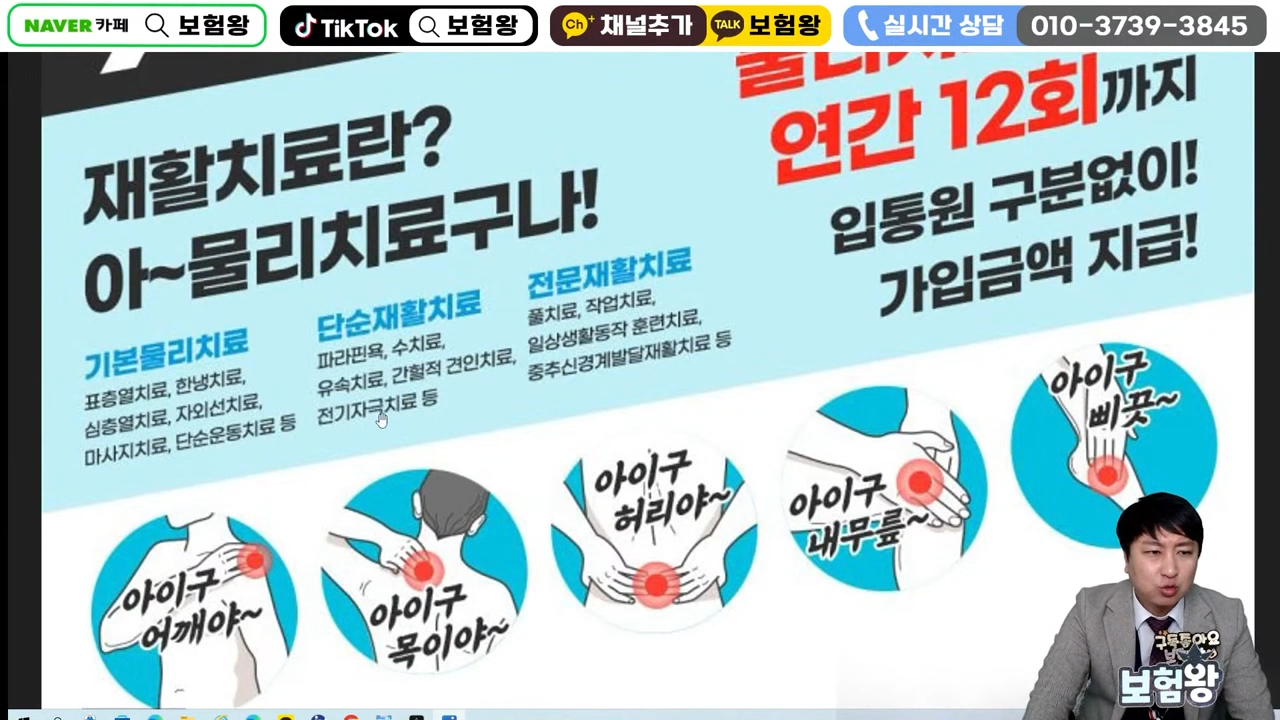 NAVER 카페 보험왕
TikTok 보험왕
Ch+ 채널추가 TALK 보험왕
실시간 상담 010-3739-3845
재활치료란?
아~물리치료구나!
기본물리치료
표층열치료, 한냉치료,
심층열치료, 자외선치료,
마사지치료, 단순운동치료 등
단순재활치료
파라핀욕, 수치료,
유속치료, 간헐적 견인치료,
전기자극치료 등
전문재활치료
풀치료, 작업치료,
일상생활동작 훈련치료,
중추신경계발달재활치료 등
연간 12회까지
입통원 구분없이!
가입금액 지급!
아이구
어깨야~
아이구
목이야~
아이구
허리야~
아이구
내무릎~
아이구
삐끗~
구독좋아요
보험왕